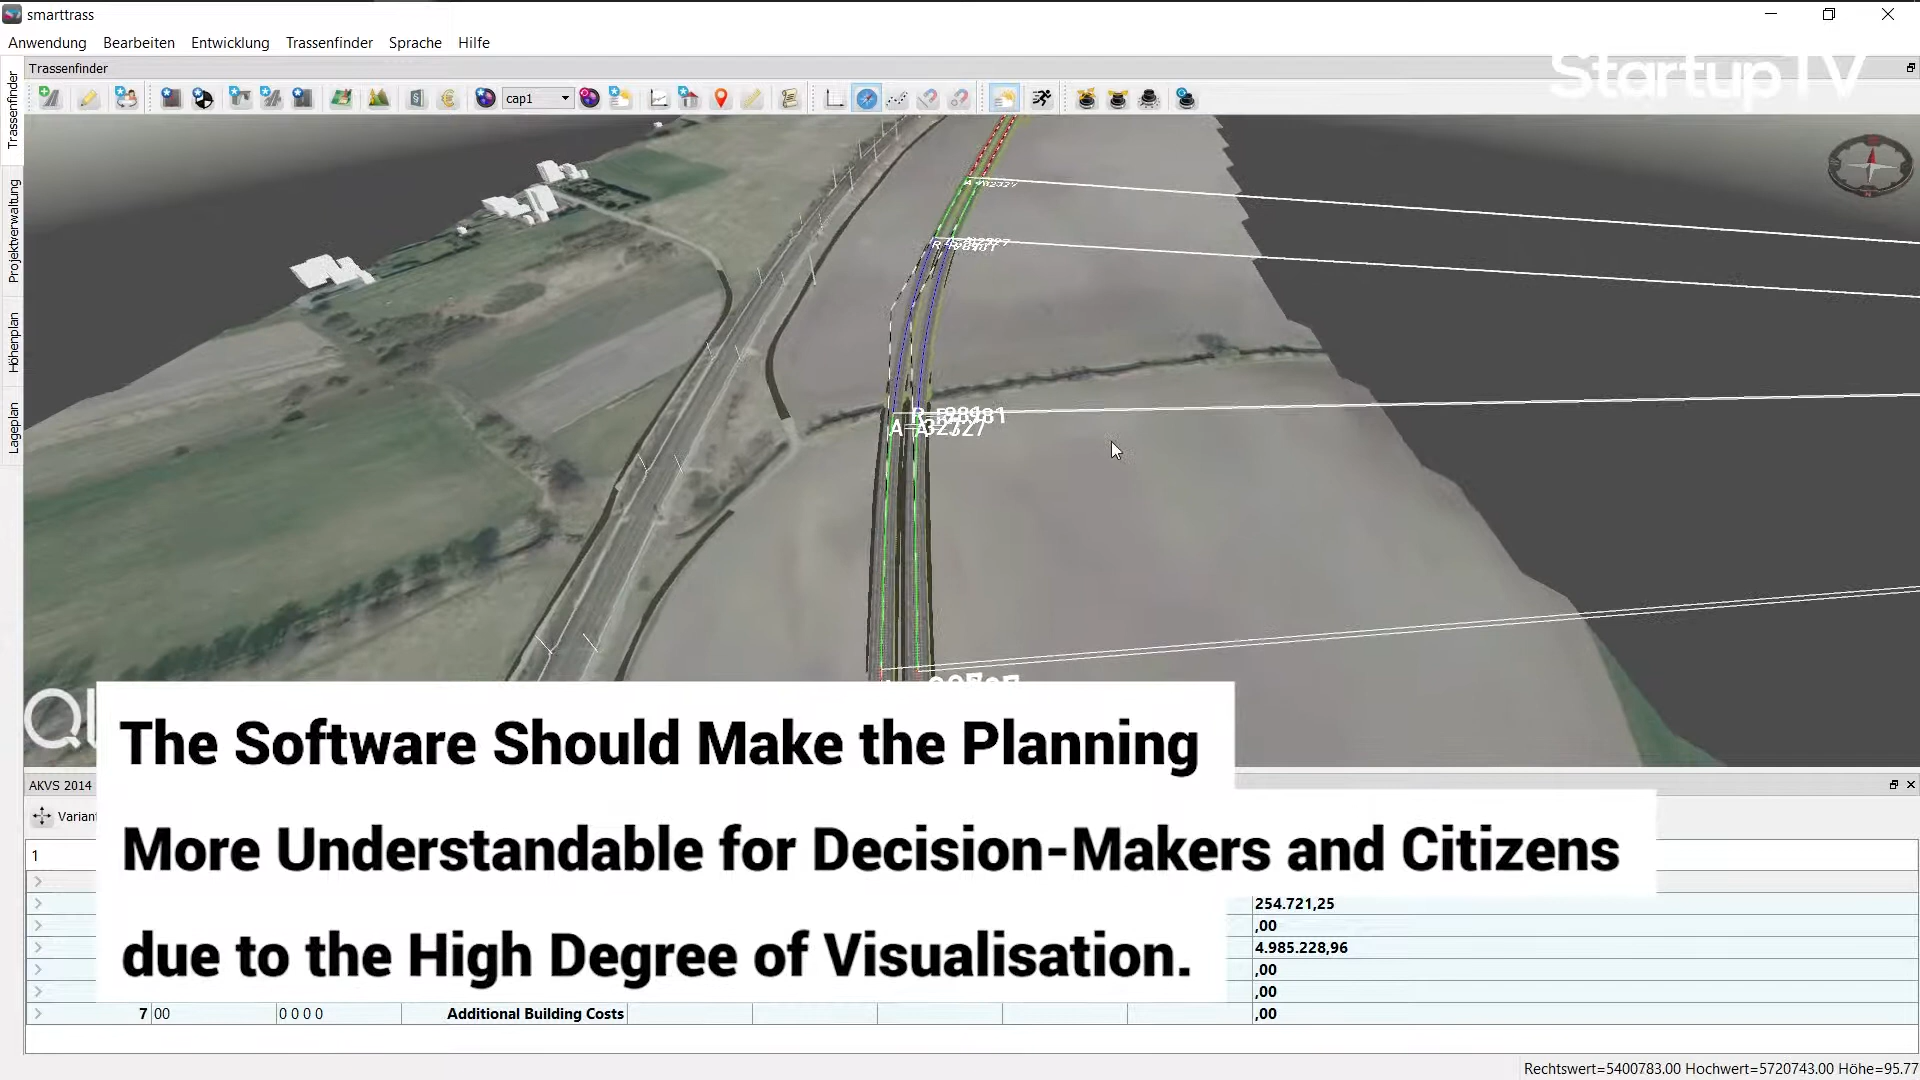 smarttrass
Anwendung Bearbeiten Entwicklung Trassenfinder Sprache Hilfe
Trassenfinder
StartupTV
cap1
Trassenfinder
Projektverwaltung
Höhenplan
Lageplan
The Software Should Make the Planning
More Understandable for Decision-Makers and Citizens
due to the High Degree of Visualisation.
AKVS 2014
1
254.721,25
,00
4.985.228,96
,00
,00
7 00 0 0 0 0 Additional Building Costs ,00
Rechtswert=5400783.00 Hochwert=5720743.00 Höhe=95.77